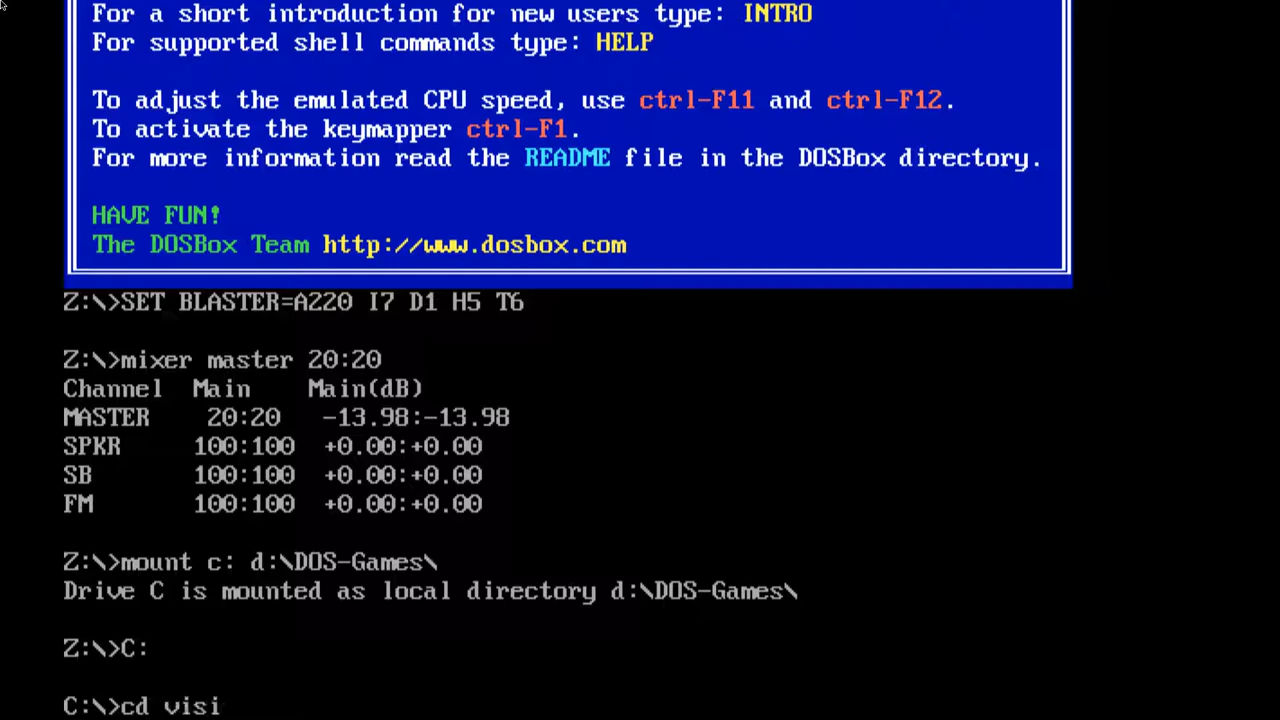 For a short introduction for new users type: INTRO
For supported shell commands type: HELP
To adjust the emulated CPU speed, use ctrl-F11 and ctrl-F12.
To activate the keymapper ctrl-F1.
For more information read the README file in the DOSBox directory.
HAVE FUN!
The DOSBox Team http://www.dosbox.com
Z:\>SET BLASTER=A220 I7 D1 H5 T6
Z:\>mixer master 20:20
Channel  Main    Main(dB)
MASTER    20:20   -13.98:-13.98
SPKR     100:100  +0.00:+0.00
SB       100:100  +0.00:+0.00
FM       100:100  +0.00:+0.00
Z:\>mount c: d:\DOS-Games\
Drive C is mounted as local directory d:\DOS-Games\
Z:\>C:
C:\>cd visi